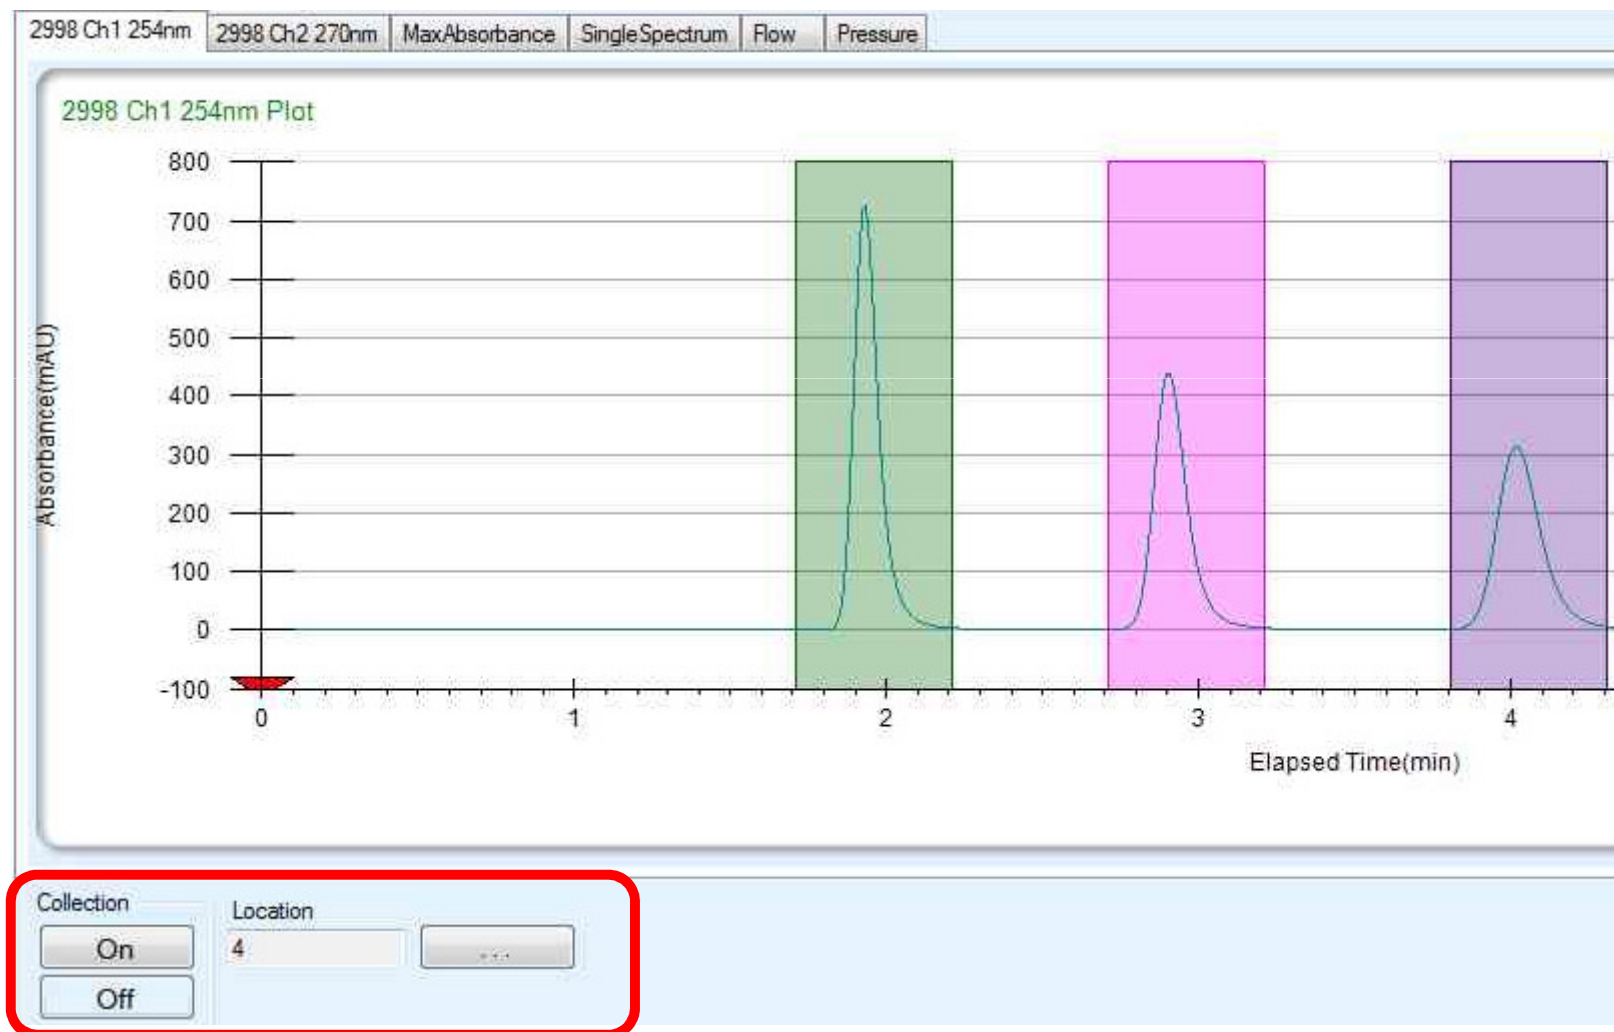 2998 Ch1 254nm 2998 Ch2 270nm MaxAbsorbance SingleSpectrum Flow Pressure
2998 Ch1 254nm Plot
800
700
600
500
400
300
200
100
0
-100
Absorbance(mAU)
0 1 2 3 4
Elapsed Time(min)
Collection
Location
On
4
...
Off